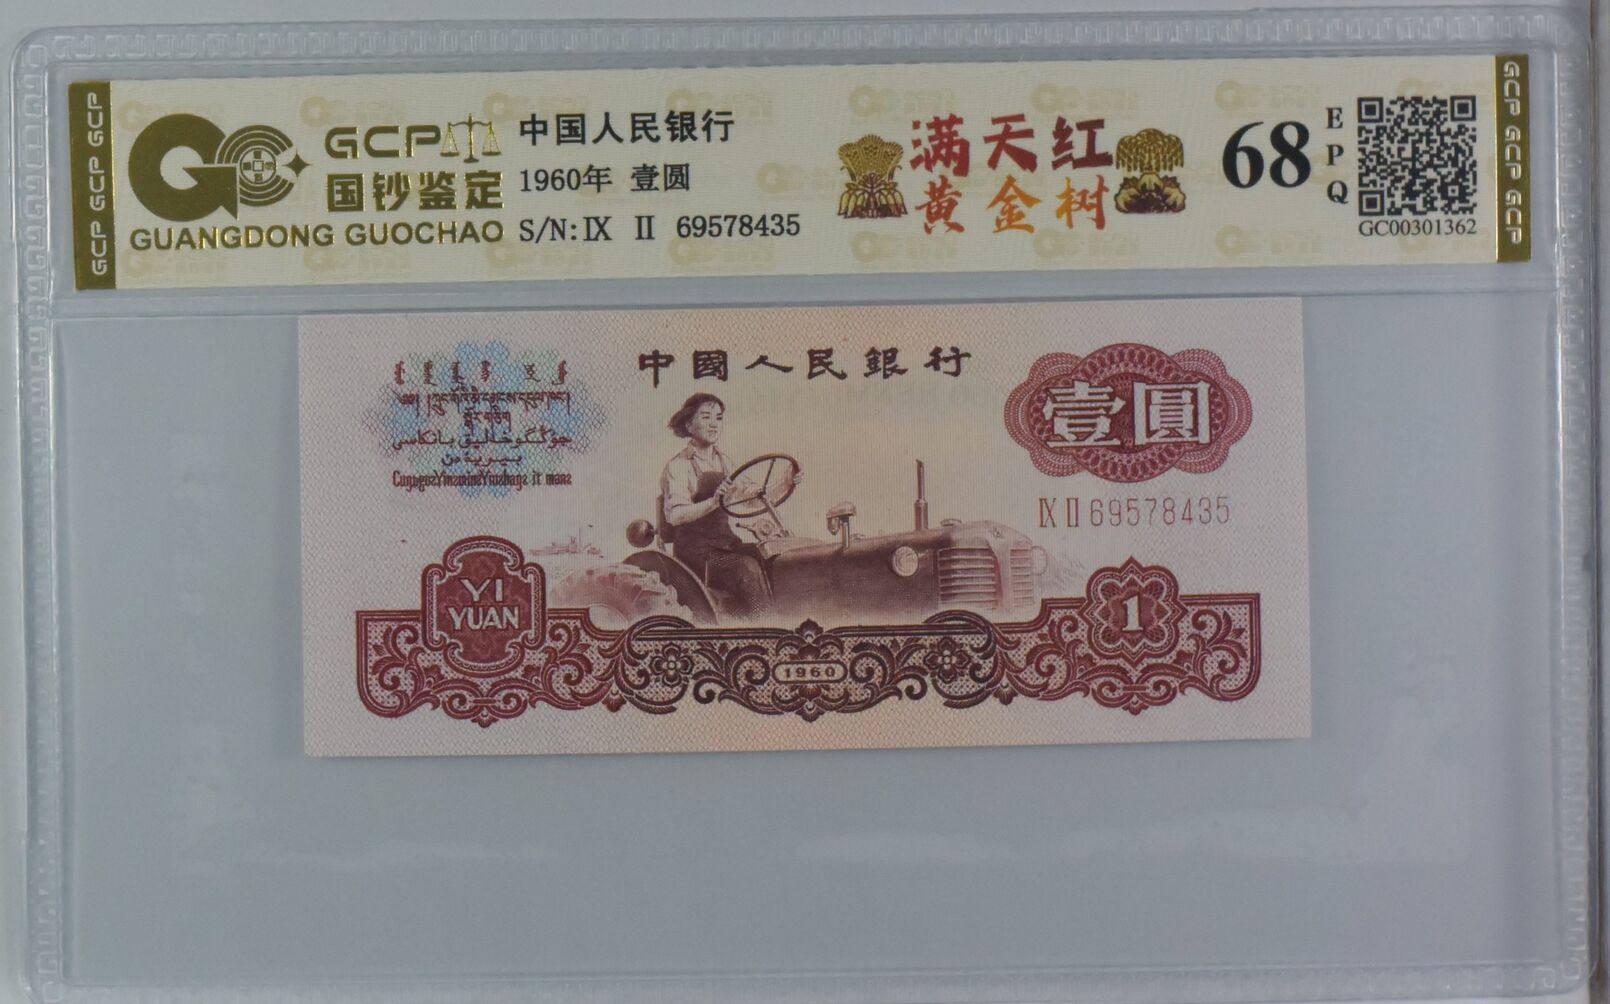 GCP GCP GCP
GCP
国钞鉴定
GUANGDONG GUOCHAO
中国人民银行
1960年 壹圆
S/N: IX II 69578435
满天红
黄金树
68
EPQ
GC00301362
GCP GCP GCP
中國人民銀行
壹圓
IX II 69578435
YI
YUAN
1960
1